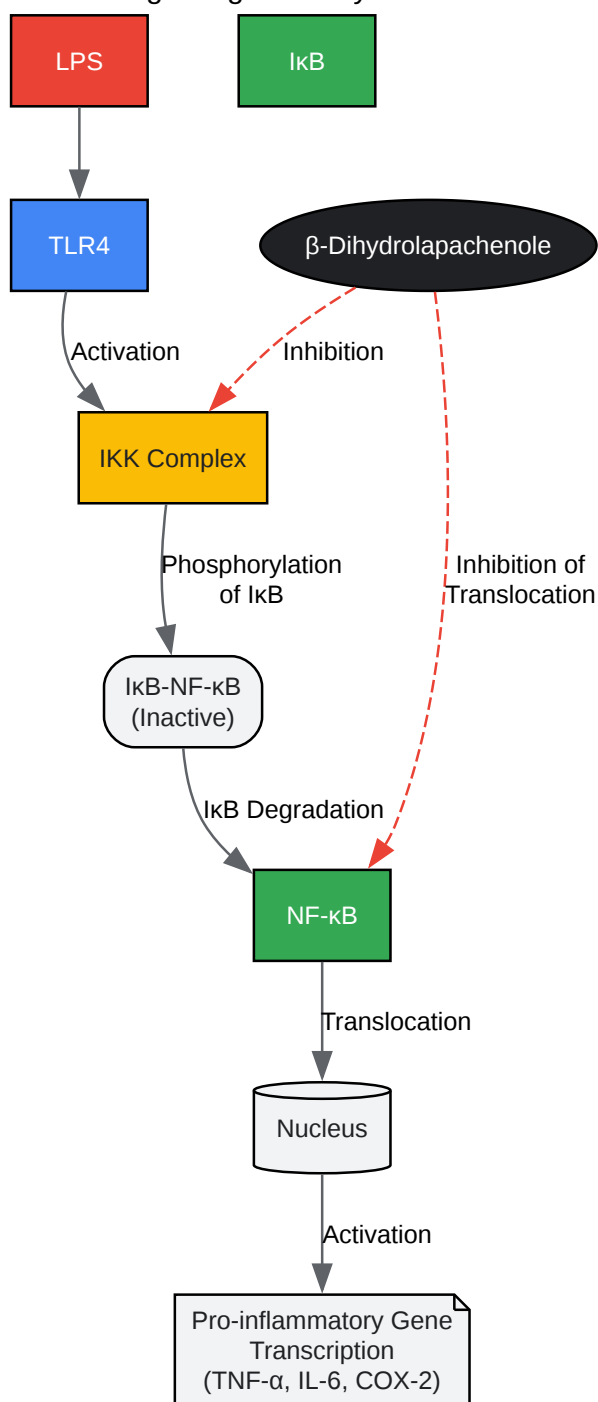 LPS
IκB
TLR4
β-Dihydrolapachenole
Activation
Inhibition
IKK Complex
Phosphorylation
of IκB
Inhibition of
Translocation
IκB-NF-κB
(Inactive)
IκB Degradation
NF-κB
Translocation
Nucleus
Activation
Pro-inflammatory Gene
Transcription
(TNF-α, IL-6, COX-2)